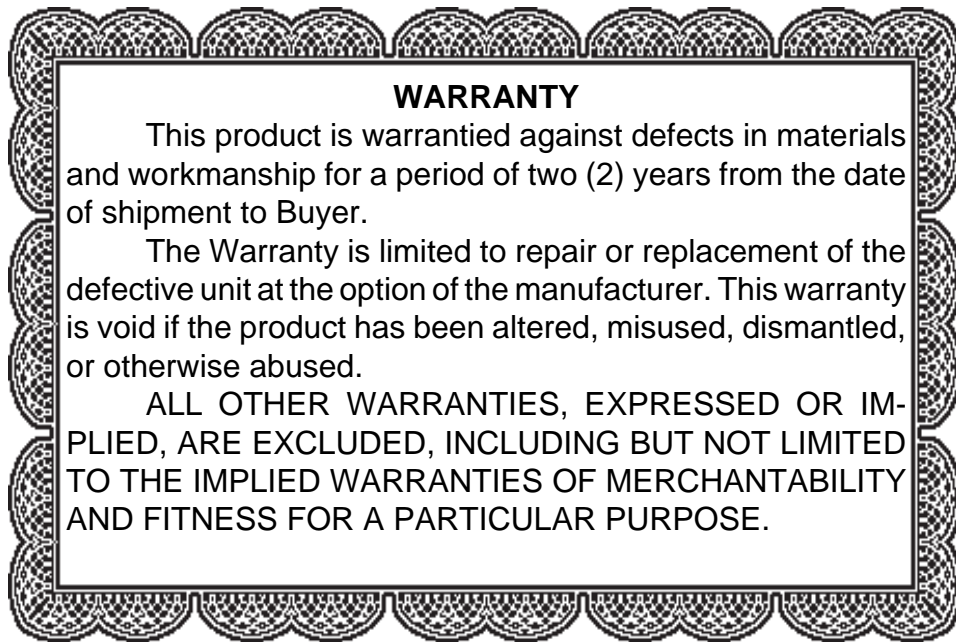 WARRANTY
This product is warrantied against defects in materials
and workmanship for a period of two (2) years from the date
of shipment to Buyer.
The Warranty is limited to repair or replacement of the
defective unit at the option of the manufacturer. This warranty
is void if the product has been altered, misused, dismantled,
or otherwise abused.
ALL OTHER WARRANTIES, EXPRESSED OR IM-
PLIED, ARE EXCLUDED, INCLUDING BUT NOT LIMITED
TO THE IMPLIED WARRANTIES OF MERCHANTABILITY
AND FITNESS FOR A PARTICULAR PURPOSE.